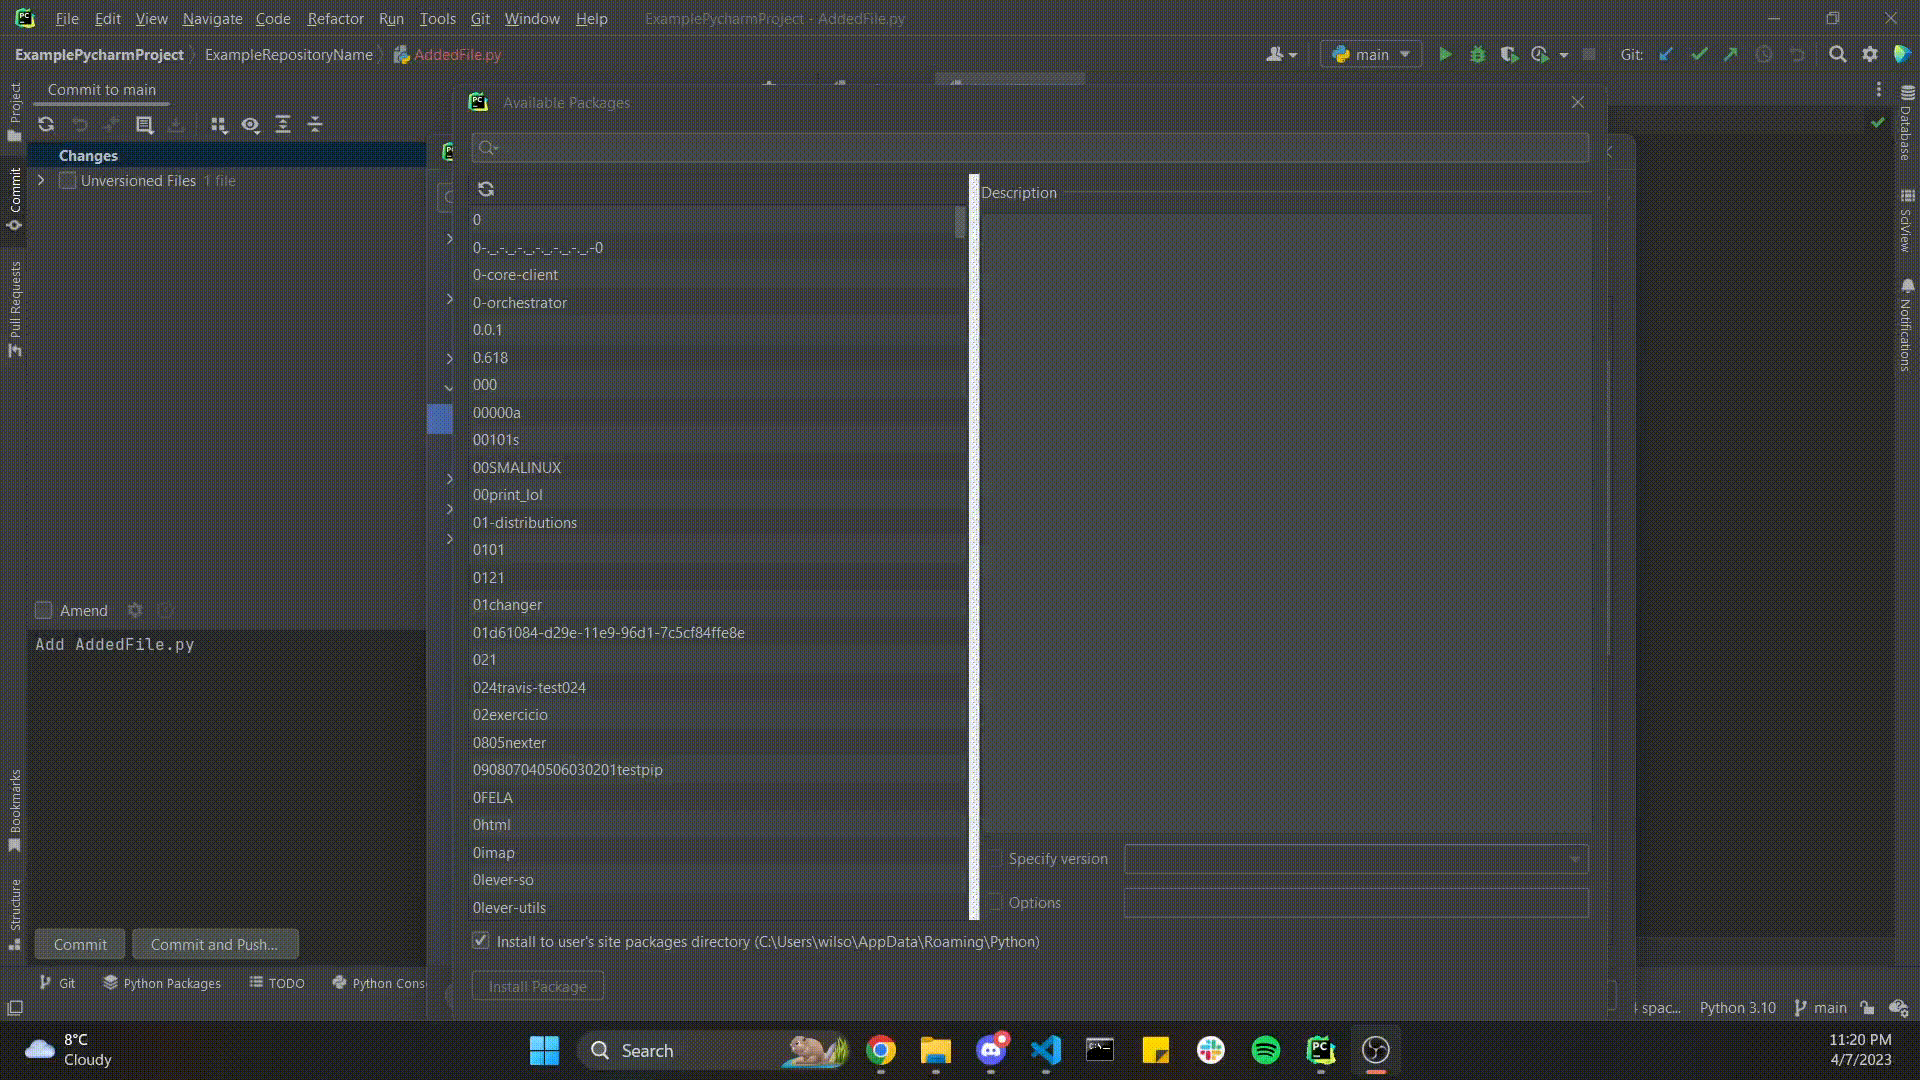 File Edit View Navigate Code Refactor Run Tools Git Window Help ExamplePycharmProject - AddedFile.py
ExamplePycharmProject ExampleRepositoryName AddedFile.py main Git:
Commit to main
Project
Commit
Pull Requests
Bookmarks
Structure
Changes
Unversioned Files 1 file
Amend
Add AddedFile.py
Commit Commit and Push...
Available Packages
0
0-._.-._.-._.-._.-._.-._.-0
0-core-client
0-orchestrator
0.0.1
0.618
000
00000a
00101s
00SMALINUX
00print_lol
01-distributions
0101
0121
01changer
01d61084-d29e-11e9-96d1-7c5cf84ffe8e
021
024travis-test024
02exercicio
0805nexter
090807040506030201testpip
0FELA
0html
0imap
0lever-so
0lever-utils
Description
Specify version
Options
Install to user's site packages directory (C:\Users\wilso\AppData\Roaming\Python)
Install Package
Database
SciView
Notifications
Git Python Packages TODO Python Cons
4 spac... Python 3.10 main
8°C
Cloudy
Search
11:20 PM
4/7/2023